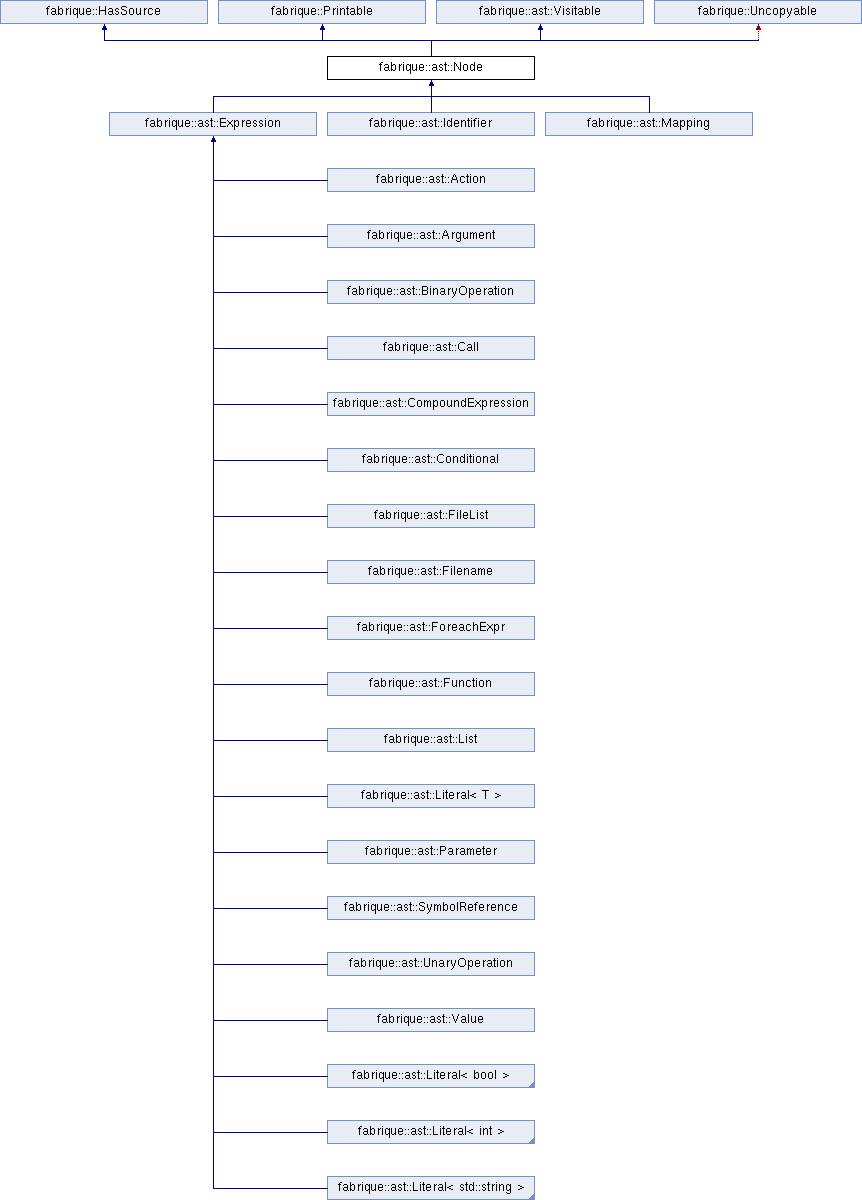 fabrique::HasSource
fabrique::Printable
fabrique::ast::Visitable
fabrique::Uncopyable
fabrique::ast::Node
fabrique::ast::Expression
fabrique::ast::Identifier
fabrique::ast::Mapping
fabrique::ast::Action
fabrique::ast::Argument
fabrique::ast::BinaryOperation
fabrique::ast::Call
fabrique::ast::CompoundExpression
fabrique::ast::Conditional
fabrique::ast::FileList
fabrique::ast::Filename
fabrique::ast::ForeachExpr
fabrique::ast::Function
fabrique::ast::List
fabrique::ast::Literal< T >
fabrique::ast::Parameter
fabrique::ast::SymbolReference
fabrique::ast::UnaryOperation
fabrique::ast::Value
fabrique::ast::Literal< bool >
fabrique::ast::Literal< int >
fabrique::ast::Literal< std::string >